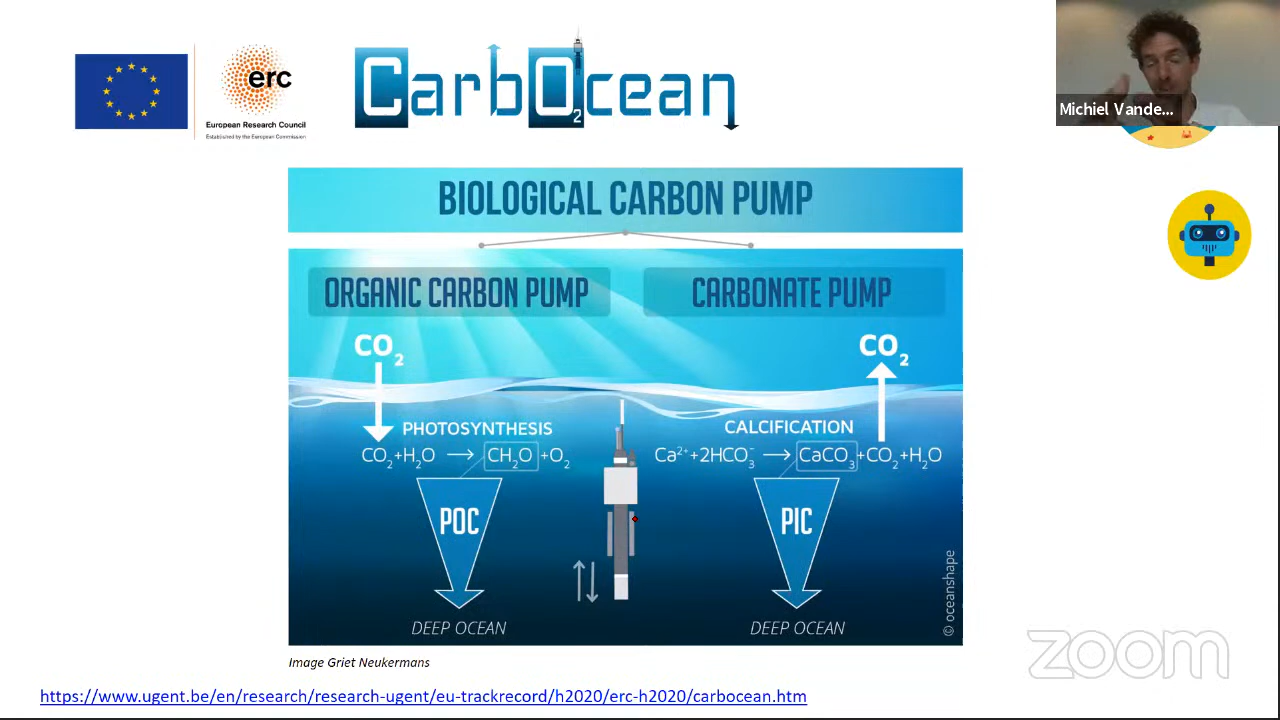 erc
European Research Council
Established by the European Commission
CarbO₂cean
Michiel Vande...
BIOLOGICAL CARBON PUMP
ORGANIC CARBON PUMP
CARBONATE PUMP
CO₂
CO₂
PHOTOSYNTHESIS
CO₂+H₂O → CH₂O +O₂
CALCIFICATION
Ca²⁺+2HCO₃⁻ → CaCO₃+CO₂+H₂O
POC
PIC
DEEP OCEAN
DEEP OCEAN
© oceanshape
Image Griet Neukermans
zoom
https://www.ugent.be/en/research/research-ugent/eu-trackrecord/h2020/erc-h2020/carbocean.htm